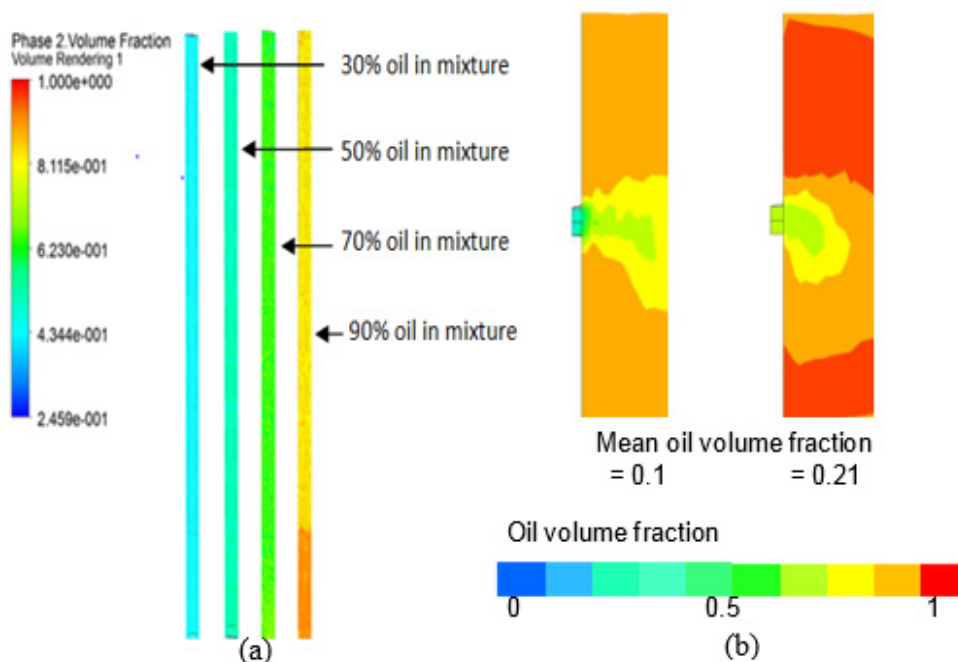 Phase 2.Volume Fraction
Volume Rendering 1
1.000e+000
8.115e-001
6.230e-001
4.344e-001
2.459e-001
30% oil in mixture
50% oil in mixture
70% oil in mixture
90% oil in mixture
(a)
Mean oil volume fraction
= 0.1 = 0.21
Oil volume fraction
0 0.5 1
(b)